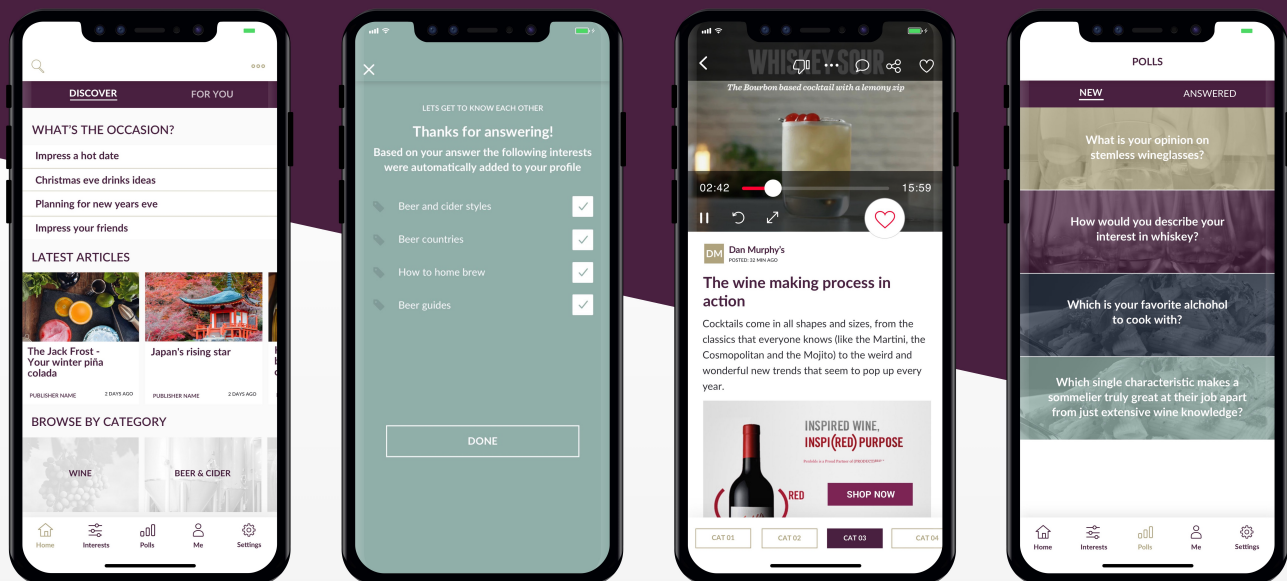 DISCOVER
FOR YOU
WHAT'S THE OCCASION?
Impress a hot date
Christmas eve drinks ideas
Planning for new years eve
Impress your friends
LATEST ARTICLES
The Jack Frost -
Your winter piña
colada
PUBLISHER NAME
2 DAYS AGO
Japan's rising star
PUBLISHER NAME
2 DAYS AGO
BROWSE BY CATEGORY
WINE
BEER & CIDER
Home
Interests
Polls
Me
Settings
LETS GET TO KNOW EACH OTHER
Thanks for answering!
Based on your answer the following interests
were automatically added to your profile
Beer and cider styles
Beer countries
How to home brew
Beer guides
DONE
WHISKEY SOUR
The Bourbon based cocktail with a lemony zip
02:42
15:59
DM
Dan Murphy's
POSTED: 32 MIN AGO
The wine making process in
action
Cocktails come in all shapes and sizes, from the
classics that everyone knows (like the Martini, the
Cosmopolitan and the Mojito) to the weird and
wonderful new trends that seem to pop up every
year.
INSPIRED WINE,
INSPI(RED) PURPOSE
RED
SHOP NOW
CAT 01
CAT 02
CAT 03
CAT 04
POLLS
NEW
ANSWERED
What is your opinion on
stemless wineglasses?
How would you describe your
interest in whiskey?
Which is your favorite alchohol
to cook with?
Which single characteristic makes a
sommelier truly great at their job apart
from just extensive wine knowledge?
Home
Interests
Polls
Me
Settings